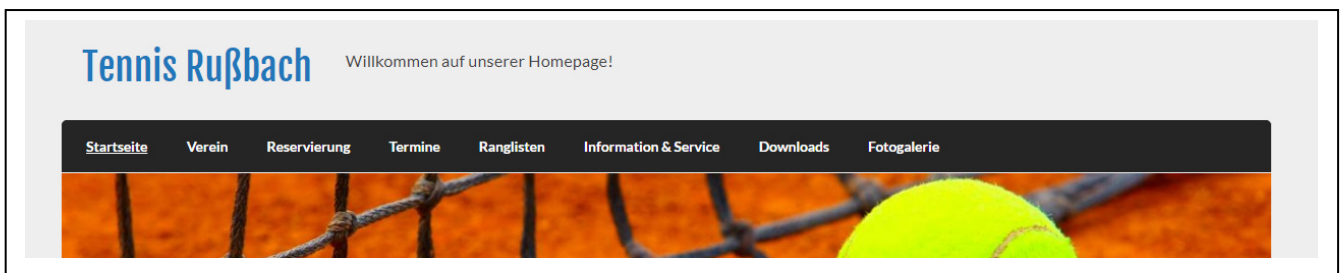 Tennis Rußbach
Willkommen auf unserer Homepage!
Startseite Verein Reservierung Termine Ranglisten Information & Service Downloads Fotogalerie